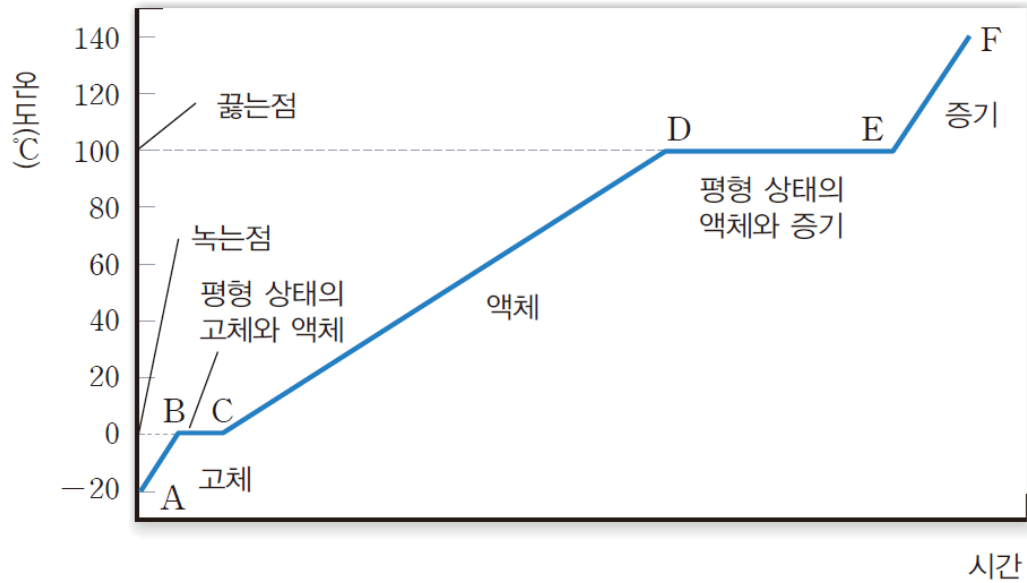 온도(℃)
140
120
100
80
60
40
20
0
−20
끓는점
녹는점
평형 상태의
고체와 액체
A
B
C
D
E
F
고체
액체
평형 상태의
액체와 증기
증기
시간